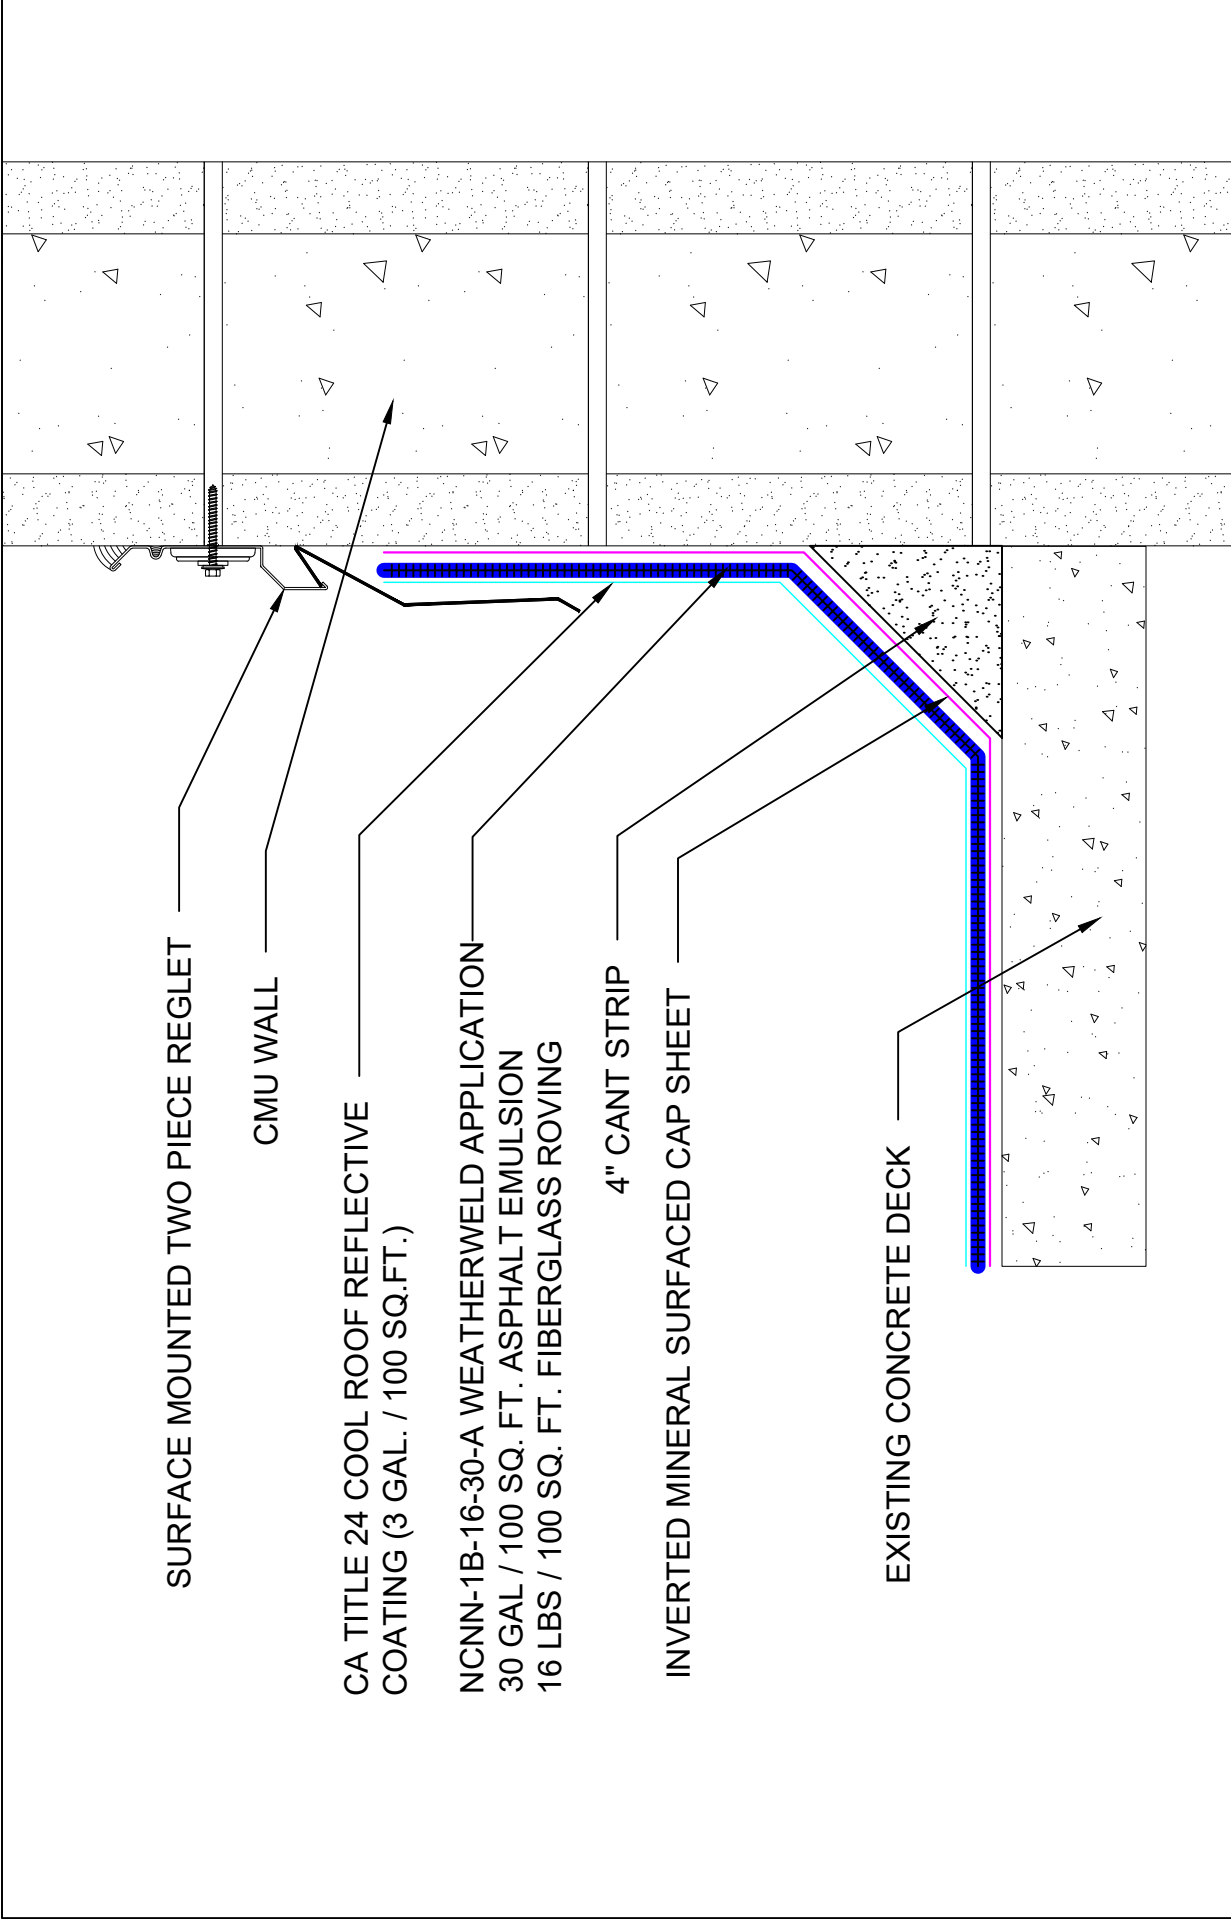 SURFACE MOUNTED TWO PIECE REGLET
CMU WALL
CA TITLE 24 COOL ROOF REFLECTIVE
COATING (3 GAL. / 100 SQ.FT.)
NCNN-1B-16-30-A WEATHERWELD APPLICATION
30 GAL / 100 SQ. FT. ASPHALT EMULSION
16 LBS / 100 SQ. FT. FIBERGLASS ROVING
4" CANT STRIP
INVERTED MINERAL SURFACED CAP SHEET
EXISTING CONCRETE DECK